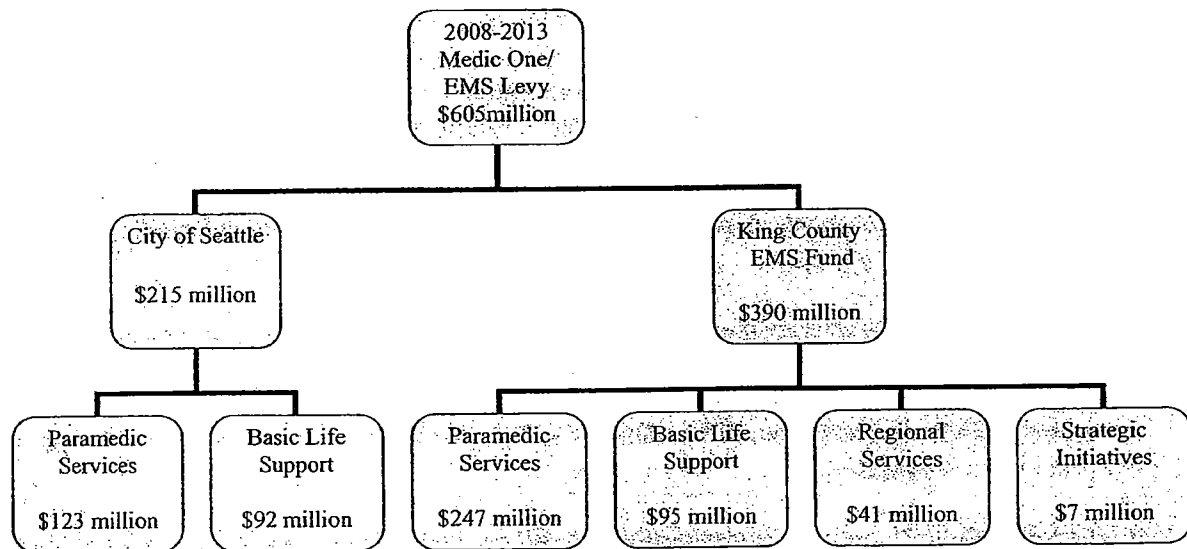 2008-2013
Medic One/
EMS Levy
$605million
City of Seattle
$215 million
King County
EMS Fund
$390 million
Paramedic
Services
$123 million
Basic Life
Support
$92 million
Paramedic
Services
$247 million
Basic Life
Support
$95 million
Regional
Services
$41 million
Strategic
Initiatives
$7 million